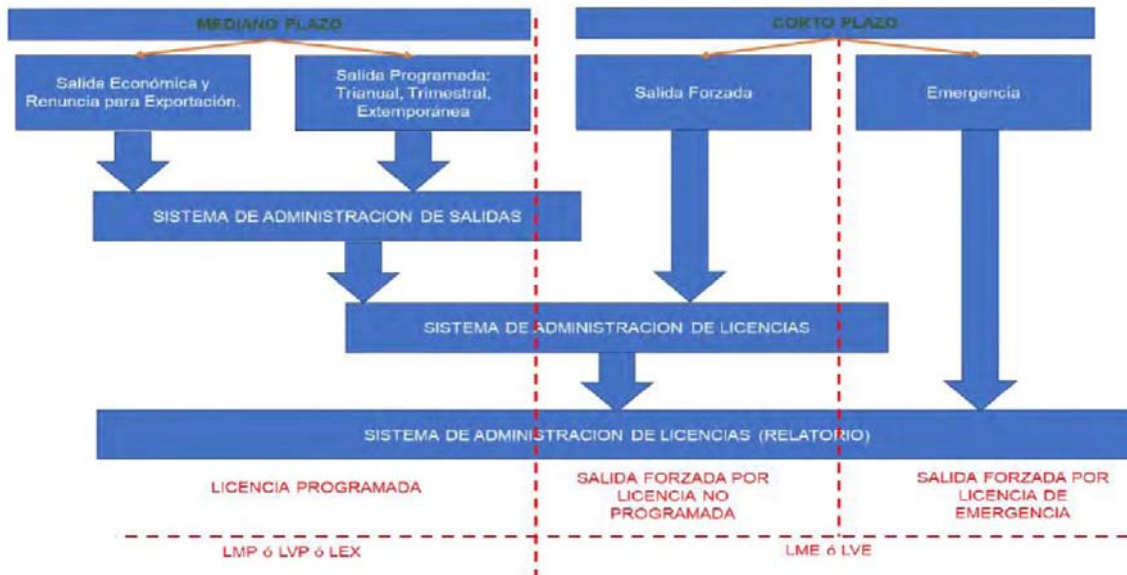 MEDIANO PLAZO
CORTO PLAZO
Salida Económica y
Renuncia para Exportación.
Salida Programada:
Trianual, Trimestral,
Extemporánea
Salida Forzada
Emergencia
SISTEMA DE ADMINISTRACION DE SALIDAS
SISTEMA DE ADMINISTRACION DE LICENCIAS
SISTEMA DE ADMINISTRACION DE LICENCIAS (RELATORIO)
LICENCIA PROGRAMADA
SALIDA FORZADA POR
LICENCIA NO
PROGRAMADA
SALIDA FORZADA POR
LICENCIA DE
EMERGENCIA
LMP ó LVP ó LEX
LME ó LVE